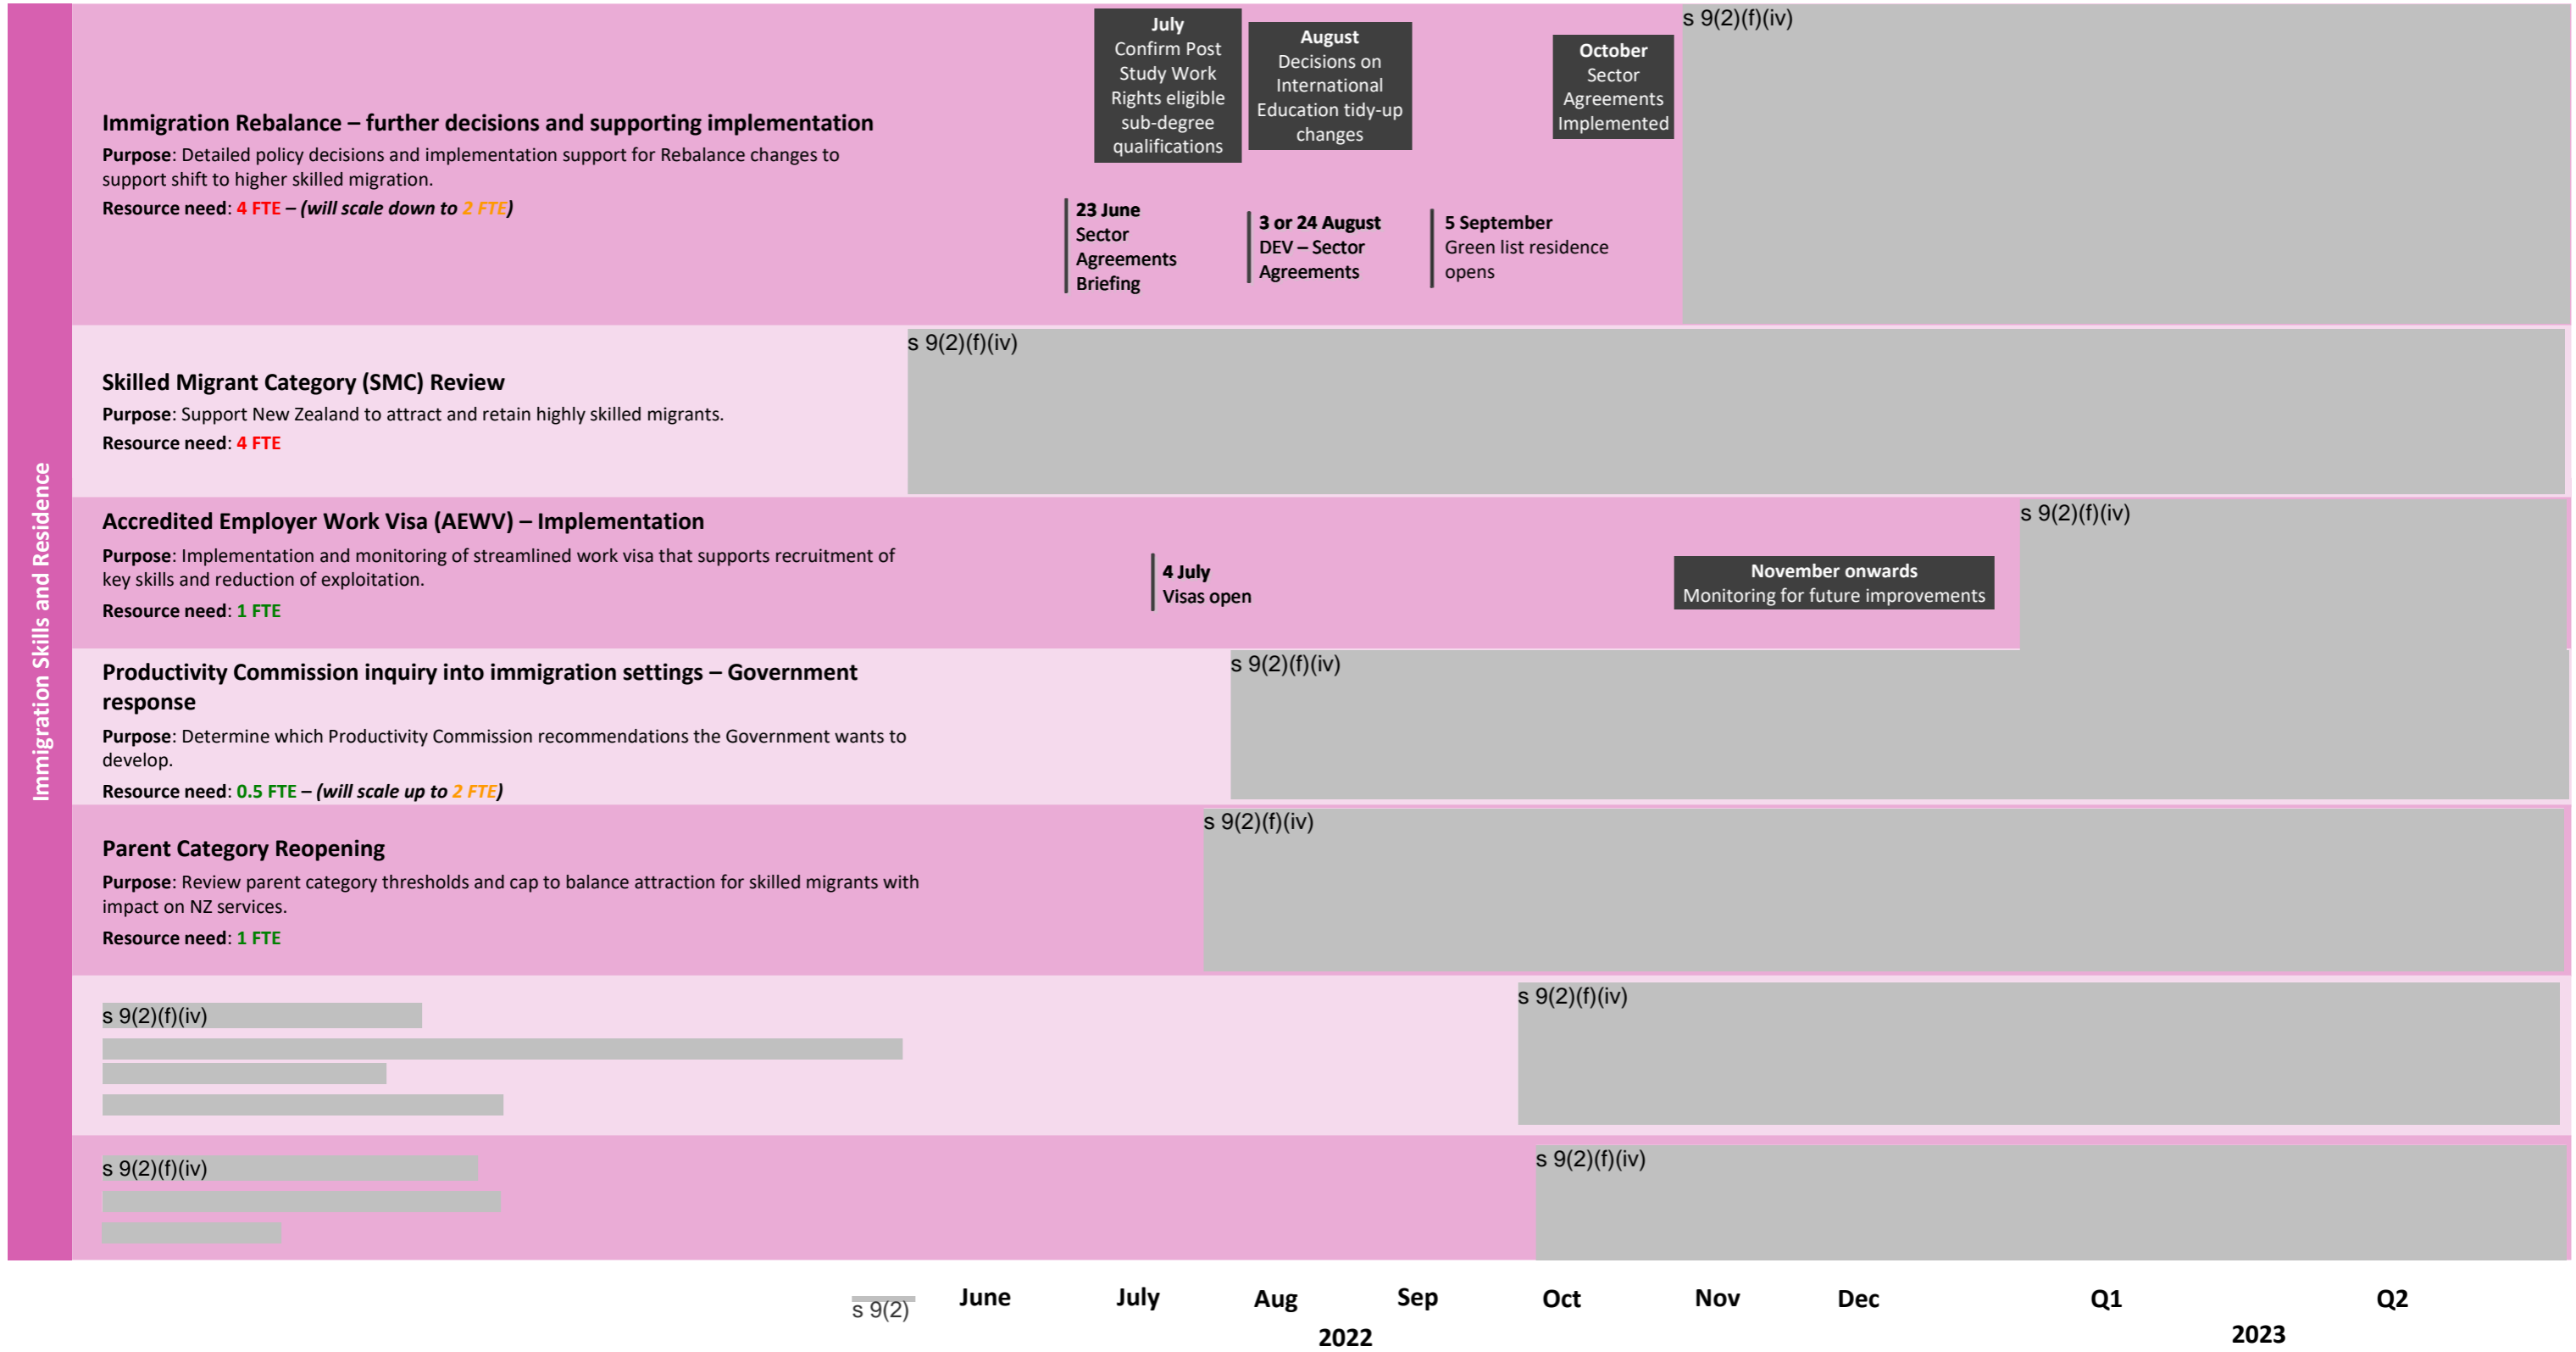 Immigration Skills and Residence
Immigration Rebalance – further decisions and supporting implementation
Purpose: Detailed policy decisions and implementation support for Rebalance changes to
support shift to higher skilled migration.
Resource need: 4 FTE – (will scale down to 2 FTE)
July
Confirm Post
Study Work
Rights eligible
sub-degree
qualifications
August
Decisions on
International
Education tidy-up
changes
October
Sector
Agreements
Implemented
23 June
Sector
Agreements
Briefing
3 or 24 August
DEV – Sector
Agreements
5 September
Green list residence
opens
s 9(2)(f)(iv)
Skilled Migrant Category (SMC) Review
Purpose: Support New Zealand to attract and retain highly skilled migrants.
Resource need: 4 FTE
s 9(2)(f)(iv)
Accredited Employer Work Visa (AEWV) – Implementation
Purpose: Implementation and monitoring of streamlined work visa that supports recruitment of
key skills and reduction of exploitation.
Resource need: 1 FTE
4 July
Visas open
November onwards
Monitoring for future improvements
s 9(2)(f)(iv)
Productivity Commission inquiry into immigration settings – Government
response
Purpose: Determine which Productivity Commission recommendations the Government wants to
develop.
Resource need: 0.5 FTE – (will scale up to 2 FTE)
s 9(2)(f)(iv)
Parent Category Reopening
Purpose: Review parent category thresholds and cap to balance attraction for skilled migrants with
impact on NZ services.
Resource need: 1 FTE
s 9(2)(f)(iv)
s 9(2)(f)(iv)
s 9(2)(f)(iv)
s 9(2)(f)(iv)
s 9(2)(f)(iv)
s 9(2)
June
July
Aug
Sep
Oct
Nov
Dec
Q1
Q2
2022
2023